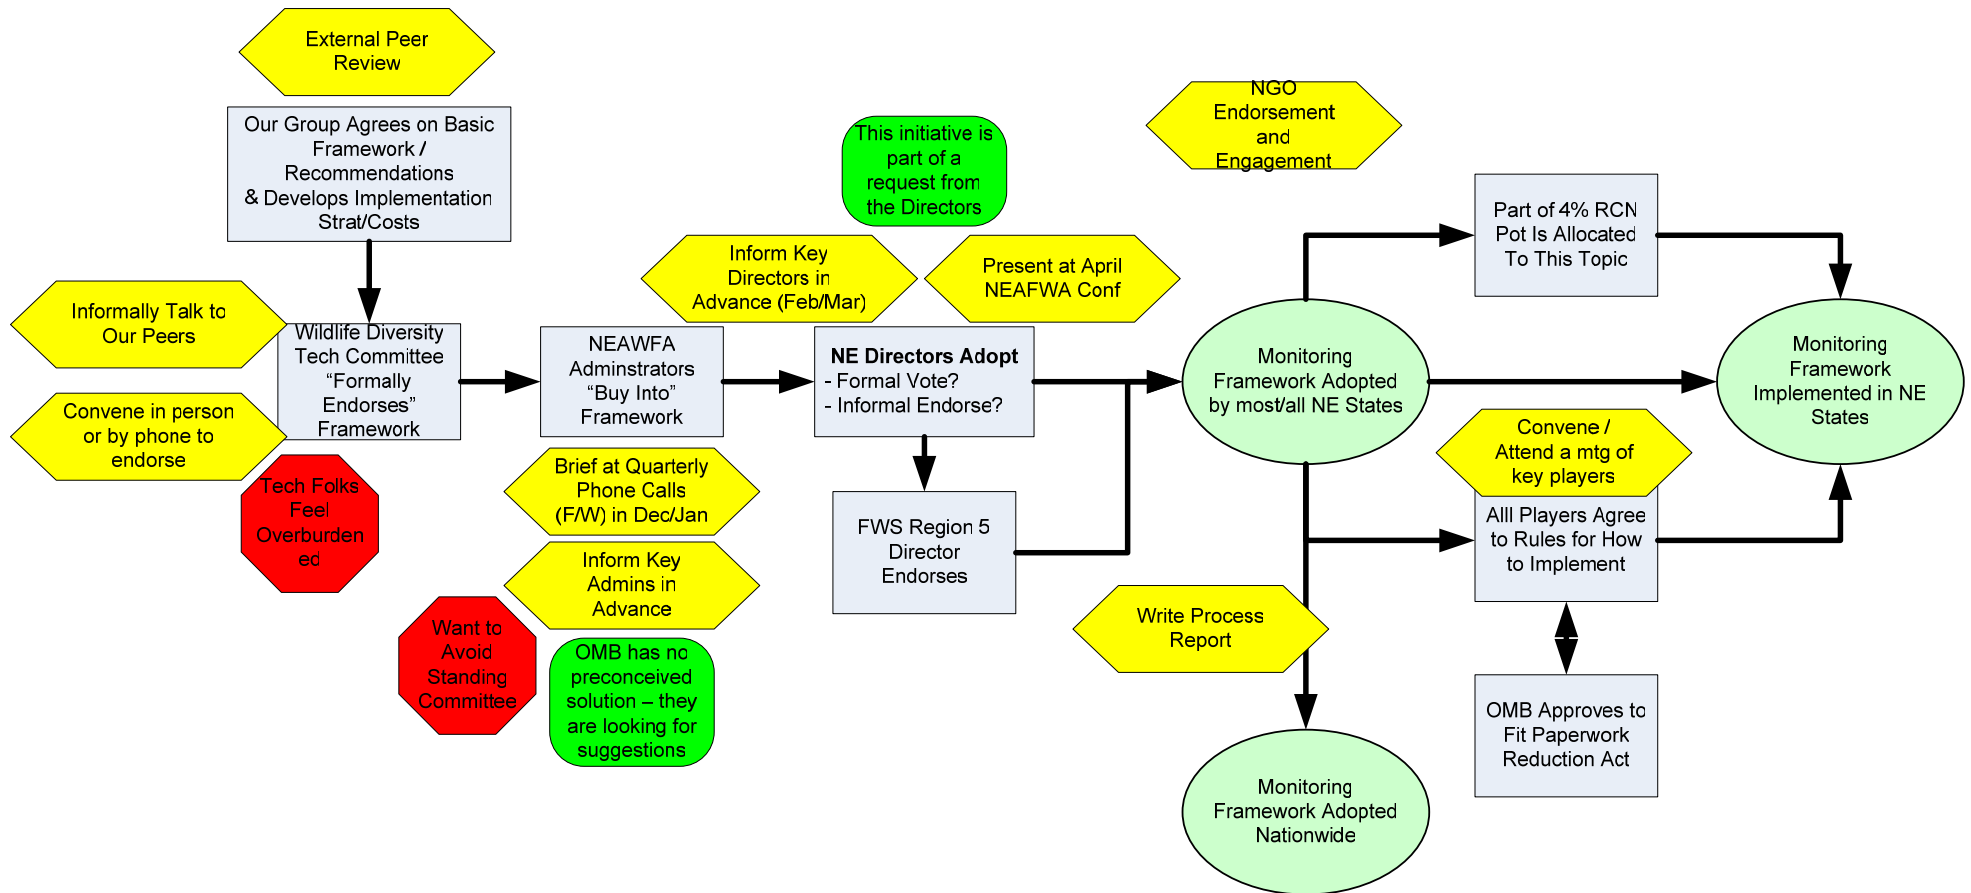 External Peer
Review
Our Group Agrees on Basic
Framework /
Recommendations
& Develops Implementation
Strat/Costs
Informally Talk to
Our Peers
Convene in person
or by phone to
endorse
Wildlife Diversity
Tech Committee
“Formally
Endorses”
Framework
Tech Folks
Feel
Overburden
ed
NEAWFA
Adminstrators
“Buy Into”
Framework
Brief at Quarterly
Phone Calls
(F/W) in Dec/Jan
Inform Key
Admins in
Advance
Want to
Avoid
Standing
Committee
OMB has no
preconceived
solution – they
are looking for
suggestions
This initiative is
part of a
request from
the Directors
Inform Key
Directors in
Advance (Feb/Mar)
Present at April
NEAFWA Conf
NE Directors Adopt
- Formal Vote?
- Informal Endorse?
FWS Region 5
Director
Endorses
NGO
Endorsement
and
Engagement
Monitoring
Framework Adopted
by most/all NE States
Write Process
Report
Monitoring
Framework Adopted
Nationwide
Part of 4% RCN
Pot Is Allocated
To This Topic
Monitoring
Framework
Implemented in NE
States
Convene /
Attend a mtg of
key players
Alll Players Agree
to Rules for How
to Implement
OMB Approves to
Fit Paperwork
Reduction Act